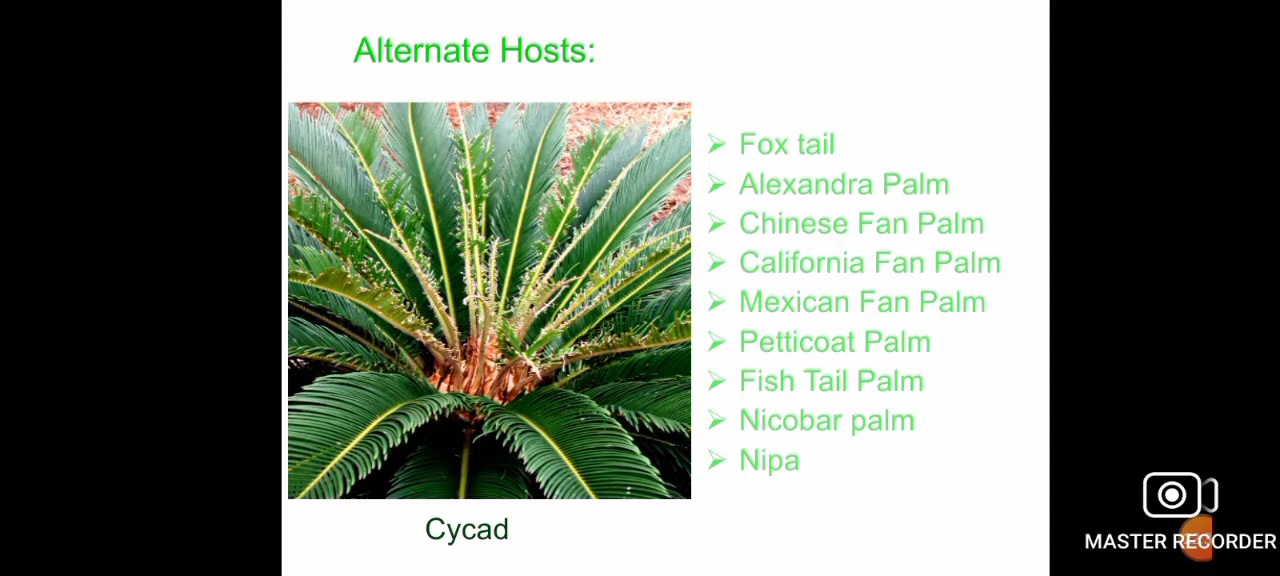 Alternate Hosts:
Fox tail
Alexandra Palm
Chinese Fan Palm
California Fan Palm
Mexican Fan Palm
Petticoat Palm
Fish Tail Palm
Nicobar palm
Nipa
Cycad
MASTER RECORDER